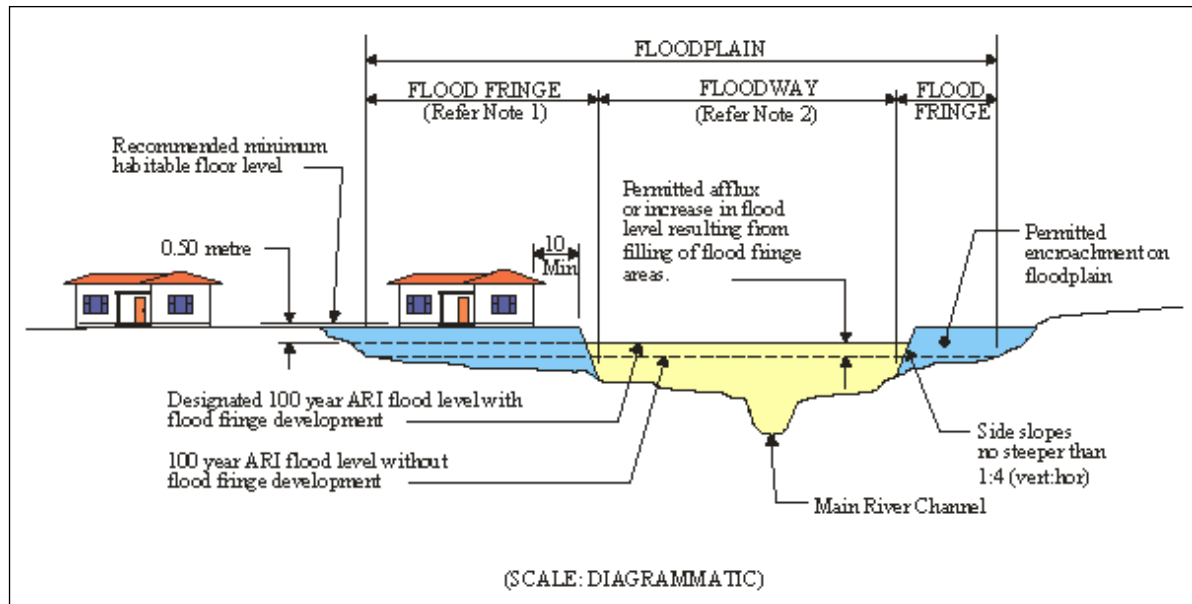 FLOODPLAIN
FLOOD FRINGE
(Refer Note 1)
FLOODWAY
(Refer Note 2)
FLOOD
FRINGE
Recommended minimum
habitable floor level
0.50 metre
10
Min
Permitted afflux
or increase in flood
level resulting from
filling of flood fringe
areas.
Permitted
encroachment on
floodplain
Designated 100 year ARI flood level with
flood fringe development
100 year ARI flood level without
flood fringe development
Side slopes
no steeper than
1:4 (vert:hor)
Main River Channel
(SCALE: DIAGRAMMATIC)